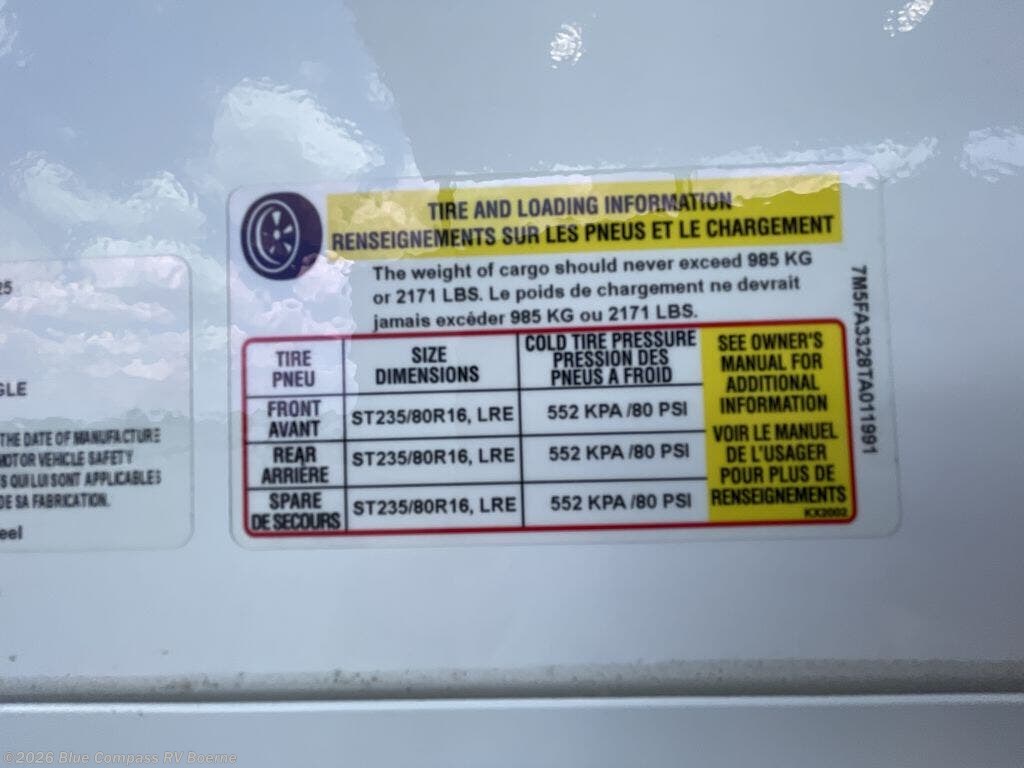 25
GLE
THE DATE OF MANUFACTURE
MOTOR VEHICLE SAFETY
S QUI LUI SONT APPLICABLES
DE SA FABRICATION.
eel
TIRE AND LOADING INFORMATION
RENSEIGNEMENTS SUR LES PNEUS ET LE CHARGEMENT
The weight of cargo should never exceed 985 KG
or 2171 LBS. Le poids de chargement ne devrait
jamais excéder 985 KG ou 2171 LBS.
TIRE
PNEU
SIZE
DIMENSIONS
COLD TIRE PRESSURE
PRESSION DES
PNEUS A FROID
FRONT
AVANT
ST235/80R16, LRE
552 KPA /80 PSI
REAR
ARRIÈRE
ST235/80R16, LRE
552 KPA /80 PSI
SPARE
DE SECOURS
ST235/80R16, LRE
552 KPA /80 PSI
SEE OWNER'S
MANUAL FOR
ADDITIONAL
INFORMATION
VOIR LE MANUEL
DE L'USAGER
POUR PLUS DE
RENSEIGNEMENTS
KX2002
7M5FA3328TA011991
©2026 Blue Compass RV Boerne